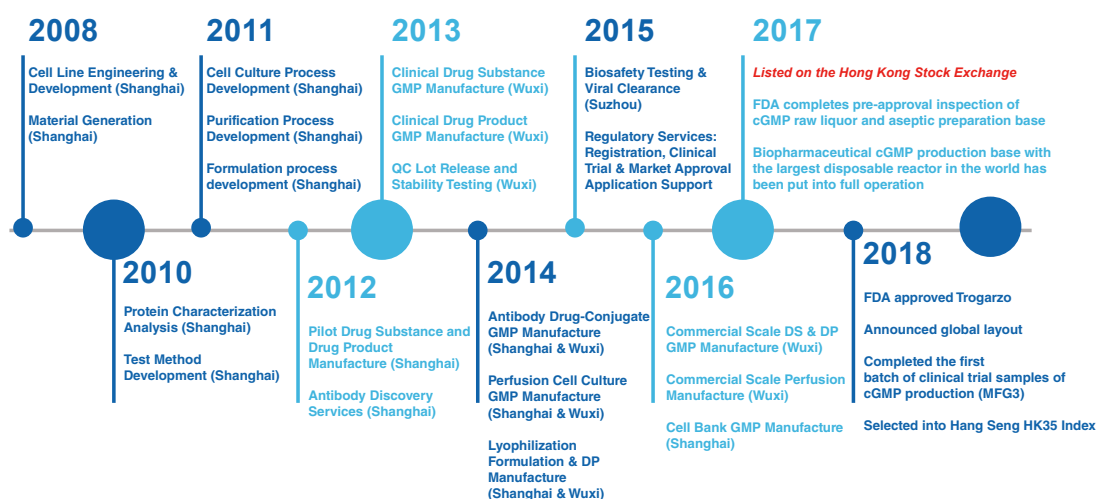 2008
Cell Line Engineering &
Development (Shanghai)
Material Generation
(Shanghai)
2010
Protein Characterization
Analysis (Shanghai)
Test Method
Development (Shanghai)
2011
Cell Culture Process
Development (Shanghai)
Purification Process
Development (Shanghai)
Formulation process
development (Shanghai)
2012
Pilot Drug Substance and
Drug Product
Manufacture (Shanghai)
Antibody Discovery
Services (Shanghai)
2013
Clinical Drug Substance
GMP Manufacture (Wuxi)
Clinical Drug Product
GMP Manufacture (Wuxi)
QC Lot Release and
Stability Testing (Wuxi)
2014
Antibody Drug-Conjugate
GMP Manufacture
(Shanghai & Wuxi)
Perfusion Cell Culture
GMP Manufacture
(Shanghai & Wuxi)
Lyophilization
Formulation & DP
Manufacture
(Shanghai & Wuxi)
2015
Biosafety Testing &
Viral Clearance
(Suzhou)
Regulatory Services:
Registration, Clinical
Trial & Market Approval
Application Support
2016
Commercial Scale DS & DP
GMP Manufacture (Wuxi)
Commercial Scale Perfusion
Manufacture (Wuxi)
Cell Bank GMP Manufacture
(Shanghai)
2017
Listed on the Hong Kong Stock Exchange
FDA completes pre-approval inspection of
cGMP raw liquor and aseptic preparation base
Biopharmaceutical cGMP production base with
the largest disposable reactor in the world has
been put into full operation
2018
FDA approved Trogarzo
Announced global layout
Completed the first
batch of clinical trial samples of
cGMP production (MFG3)
Selected into Hang Seng HK35 Index